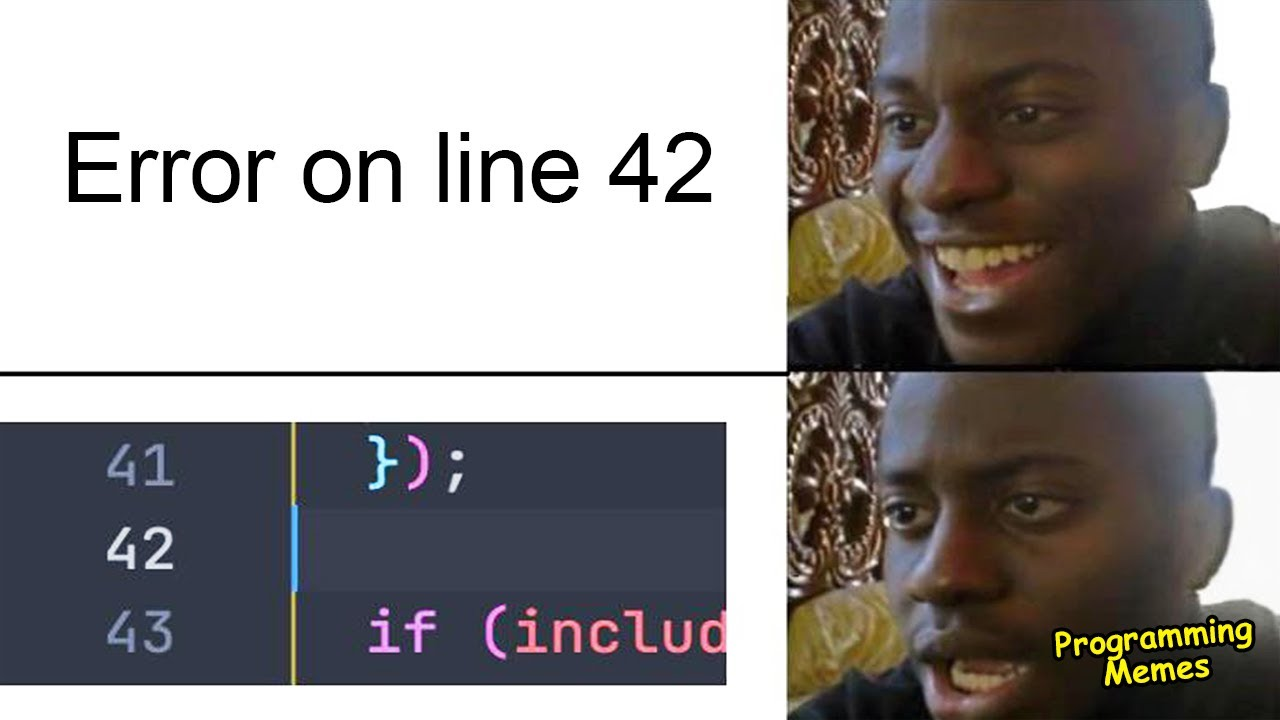 Error on line 42
41 });
42
43 if (includ
Programming
Memes